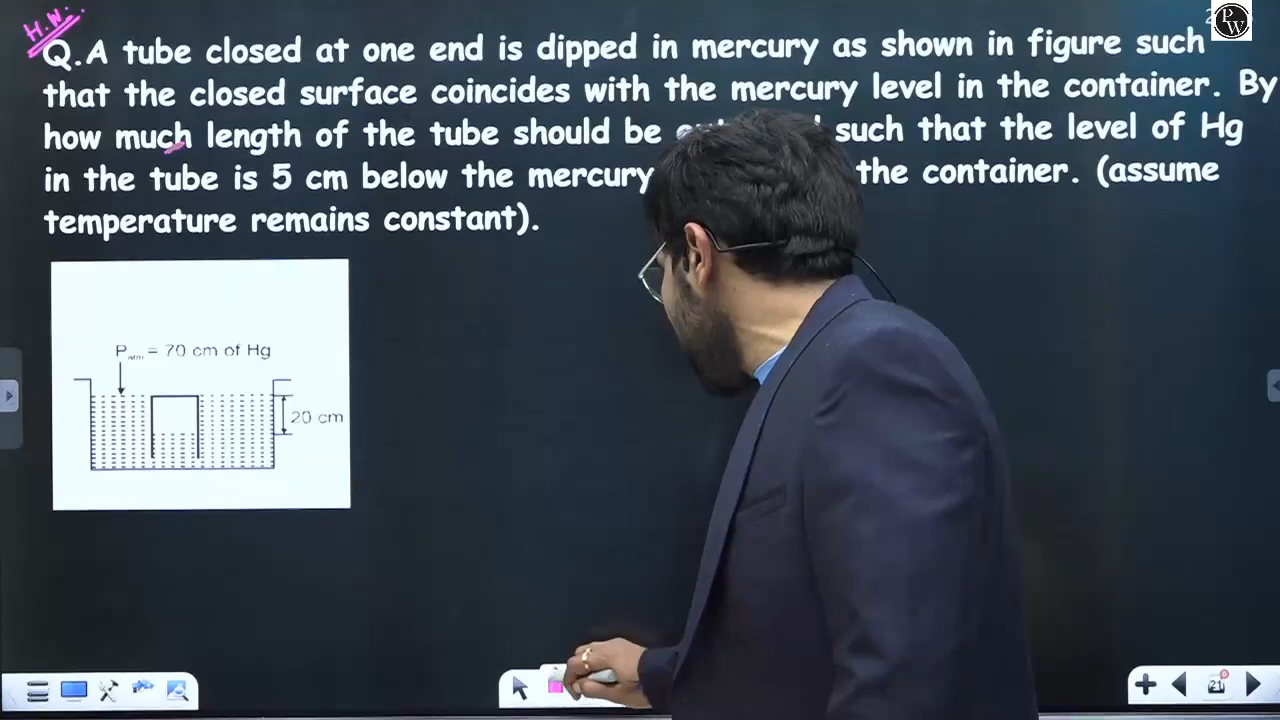 H.W.
Q.A tube closed at one end is dipped in mercury as shown in figure such
that the closed surface coincides with the mercury level in the container. By
how much length of the tube should be such that the level of Hg
in the tube is 5 cm below the mercury the container. (assume
temperature remains constant).
Patm = 70 cm of Hg
20 cm
PW
21